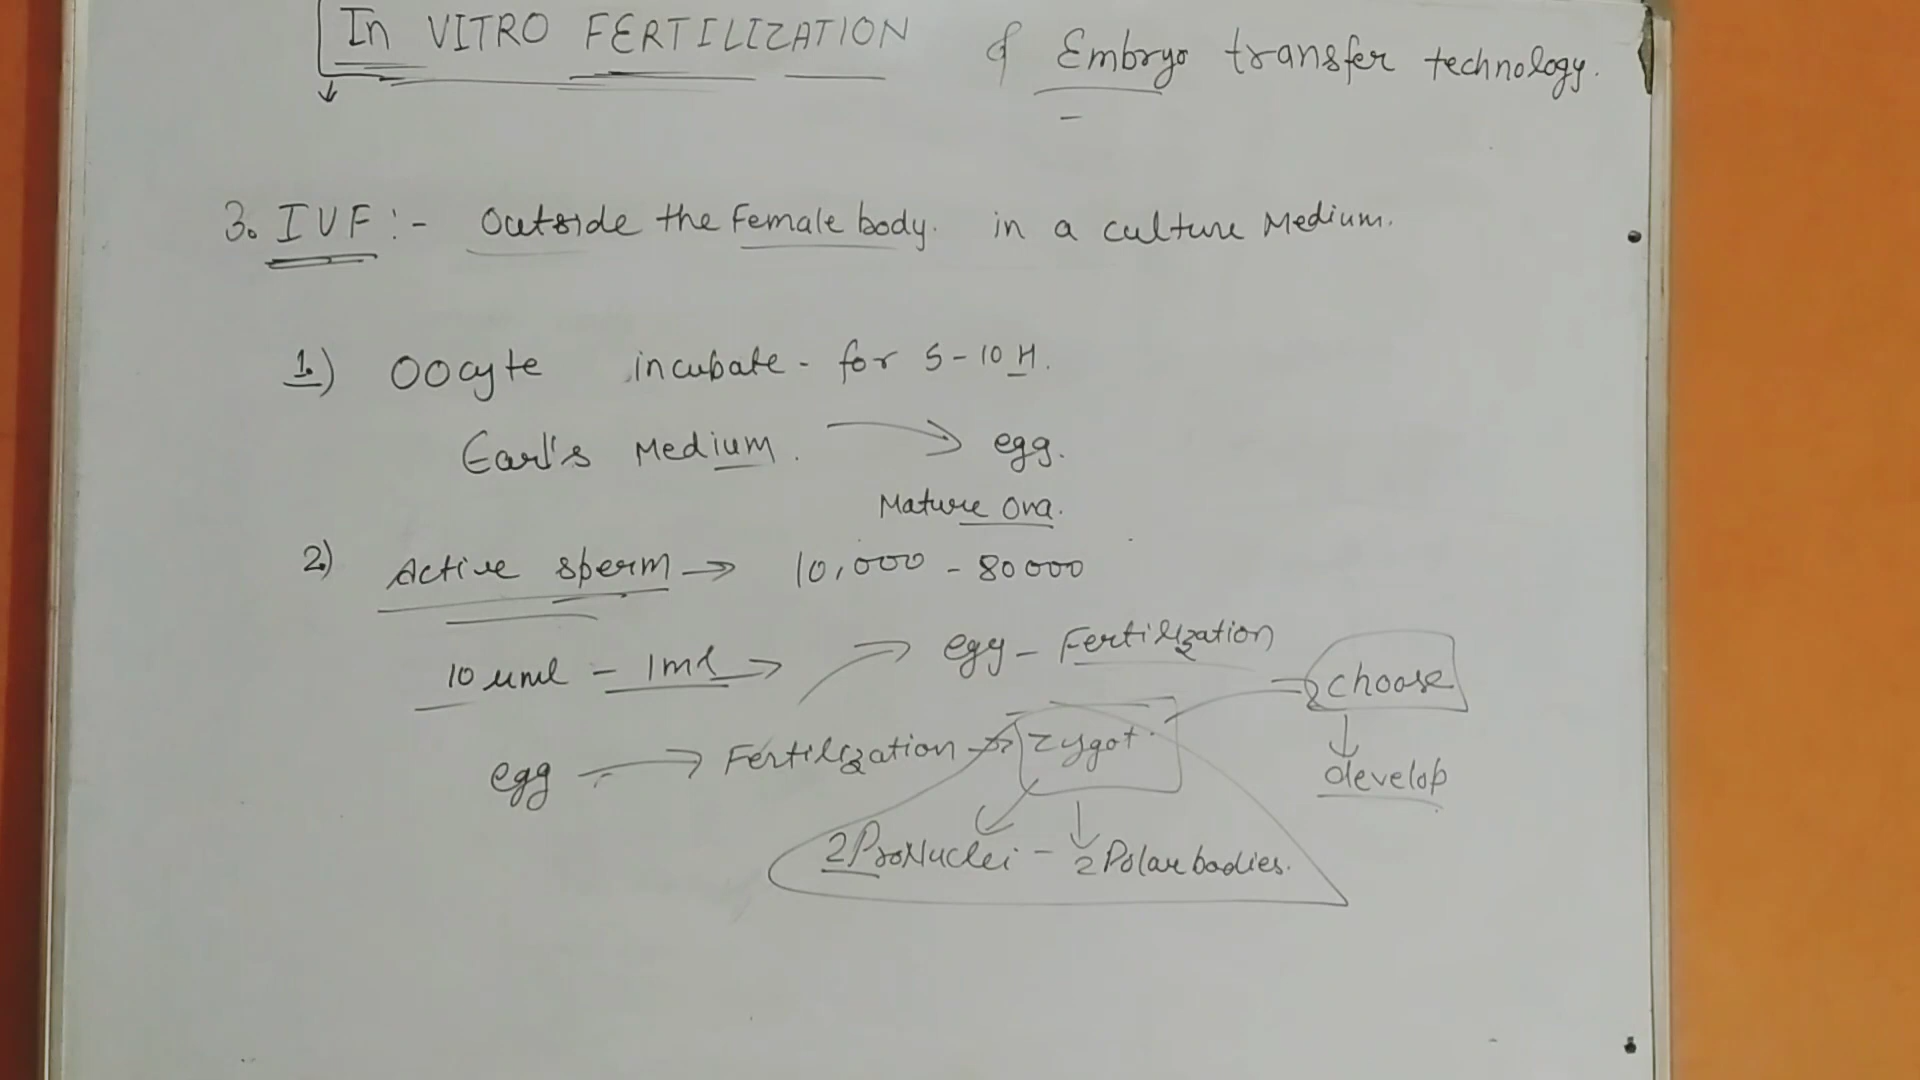 In VITRO FERTILIZATION & Embryo transfer technology.
3. IVF :- Outside the Female body. in a culture Medium.
1.) Oocyte incubate - for 5-10 H.
Earl's Medium. → egg.
Mature Ova.
2) Active sperm → 10,000 - 80000
10 uml - 1ml → → egg - Fertilization
egg → Fertilization → Zygot. → choose
develop
2 ProNuclei - 2 Polar bodies.